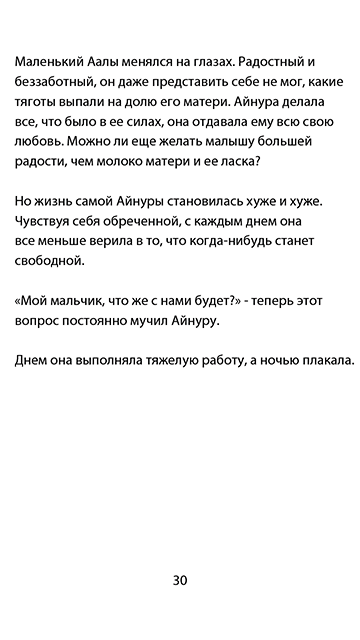 Маленький Аалы менялся на глазах. Радостный и
беззаботный, он даже представить себе не мог, какие
тяготы выпали на долю его матери. Айнура делала
все, что было в ее силах, она отдавала ему всю свою
любовь. Можно ли еще желать малышу большей
радости, чем молоко матери и ее ласка?
Но жизнь самой Айнуры становилась хуже и хуже.
Чувствуя себя обреченной, с каждым днем она
все меньше верила в то, что когда-нибудь станет
свободной.
«Мой мальчик, что же с нами будет?» - теперь этот
вопрос постоянно мучил Айнуру.
Днем она выполняла тяжелую работу, а ночью плакала.
30